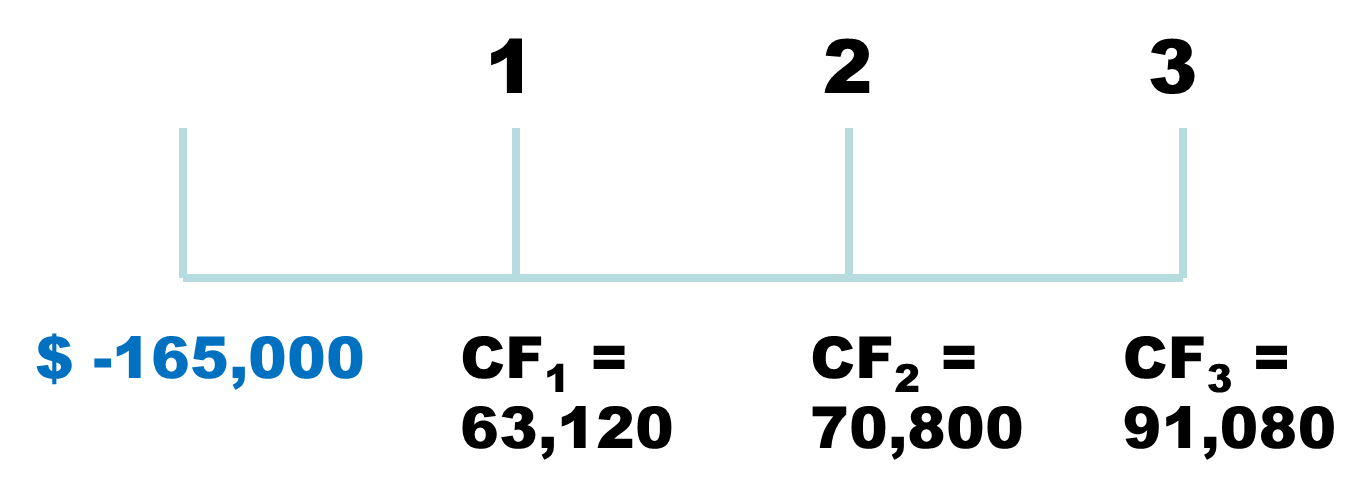 1 2 3
$ -165,000 CF₁ = CF₂ = CF₃ =
63,120 70,800 91,080